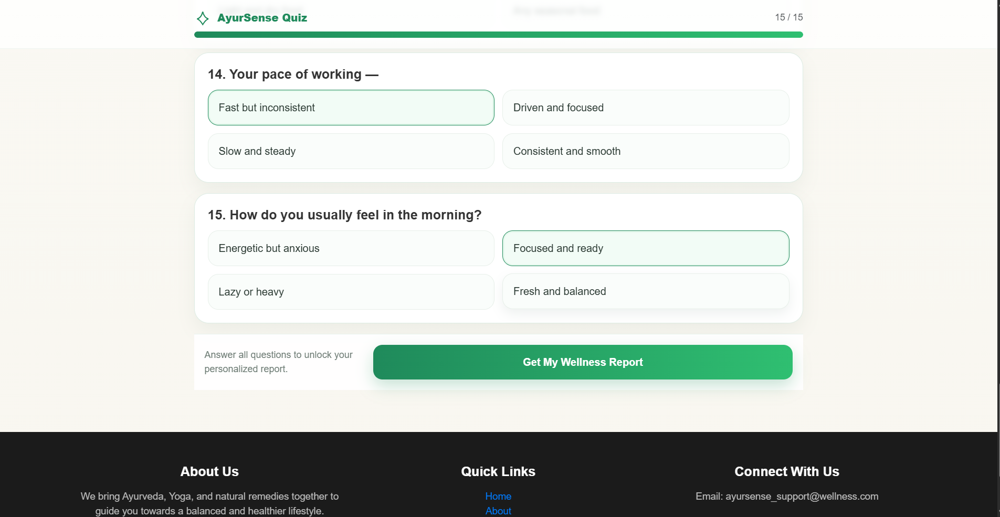 AyurSense Quiz
15 / 15
14. Your pace of working —
Fast but inconsistent
Driven and focused
Slow and steady
Consistent and smooth
15. How do you usually feel in the morning?
Energetic but anxious
Focused and ready
Lazy or heavy
Fresh and balanced
Answer all questions to unlock your
personalized report.
Get My Wellness Report
About Us
We bring Ayurveda, Yoga, and natural remedies together to
guide you towards a balanced and healthier lifestyle.
Quick Links
Home
About
Connect With Us
Email: ayursense_support@wellness.com